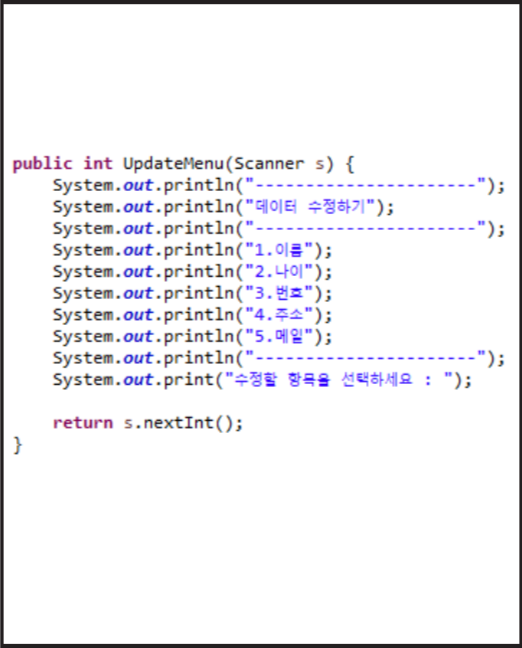 public int UpdateMenu(Scanner s) {
System.out.println("----------------------");
System.out.println("데이터 수정하기");
System.out.println("----------------------");
System.out.println("1.이름");
System.out.println("2.나이");
System.out.println("3.번호");
System.out.println("4.주소");
System.out.println("5.메일");
System.out.println("----------------------");
System.out.print("수정할 항목을 선택하세요 : ");
return s.nextInt();
}